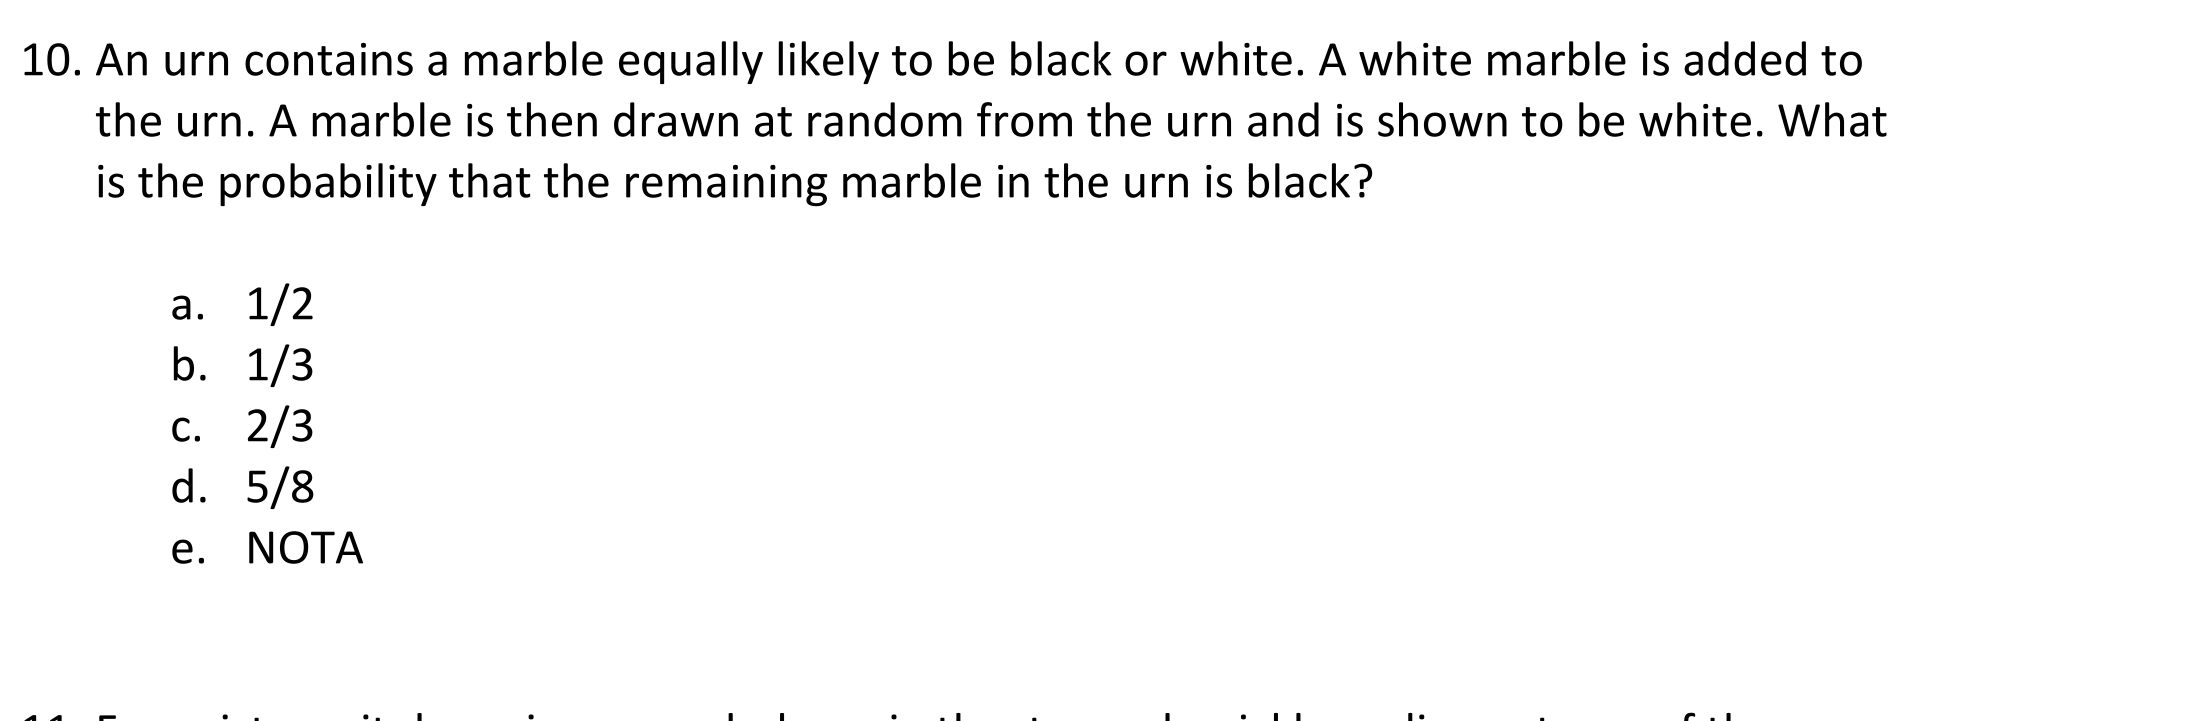 10. An urn contains a marble equally likely to be black or white. A white marble is added to
the urn. A marble is then drawn at random from the urn and is shown to be white. What
is the probability that the remaining marble in the urn is black?
a. 1/2
b. 1/3
c. 2/3
d. 5/8
e. NOTA